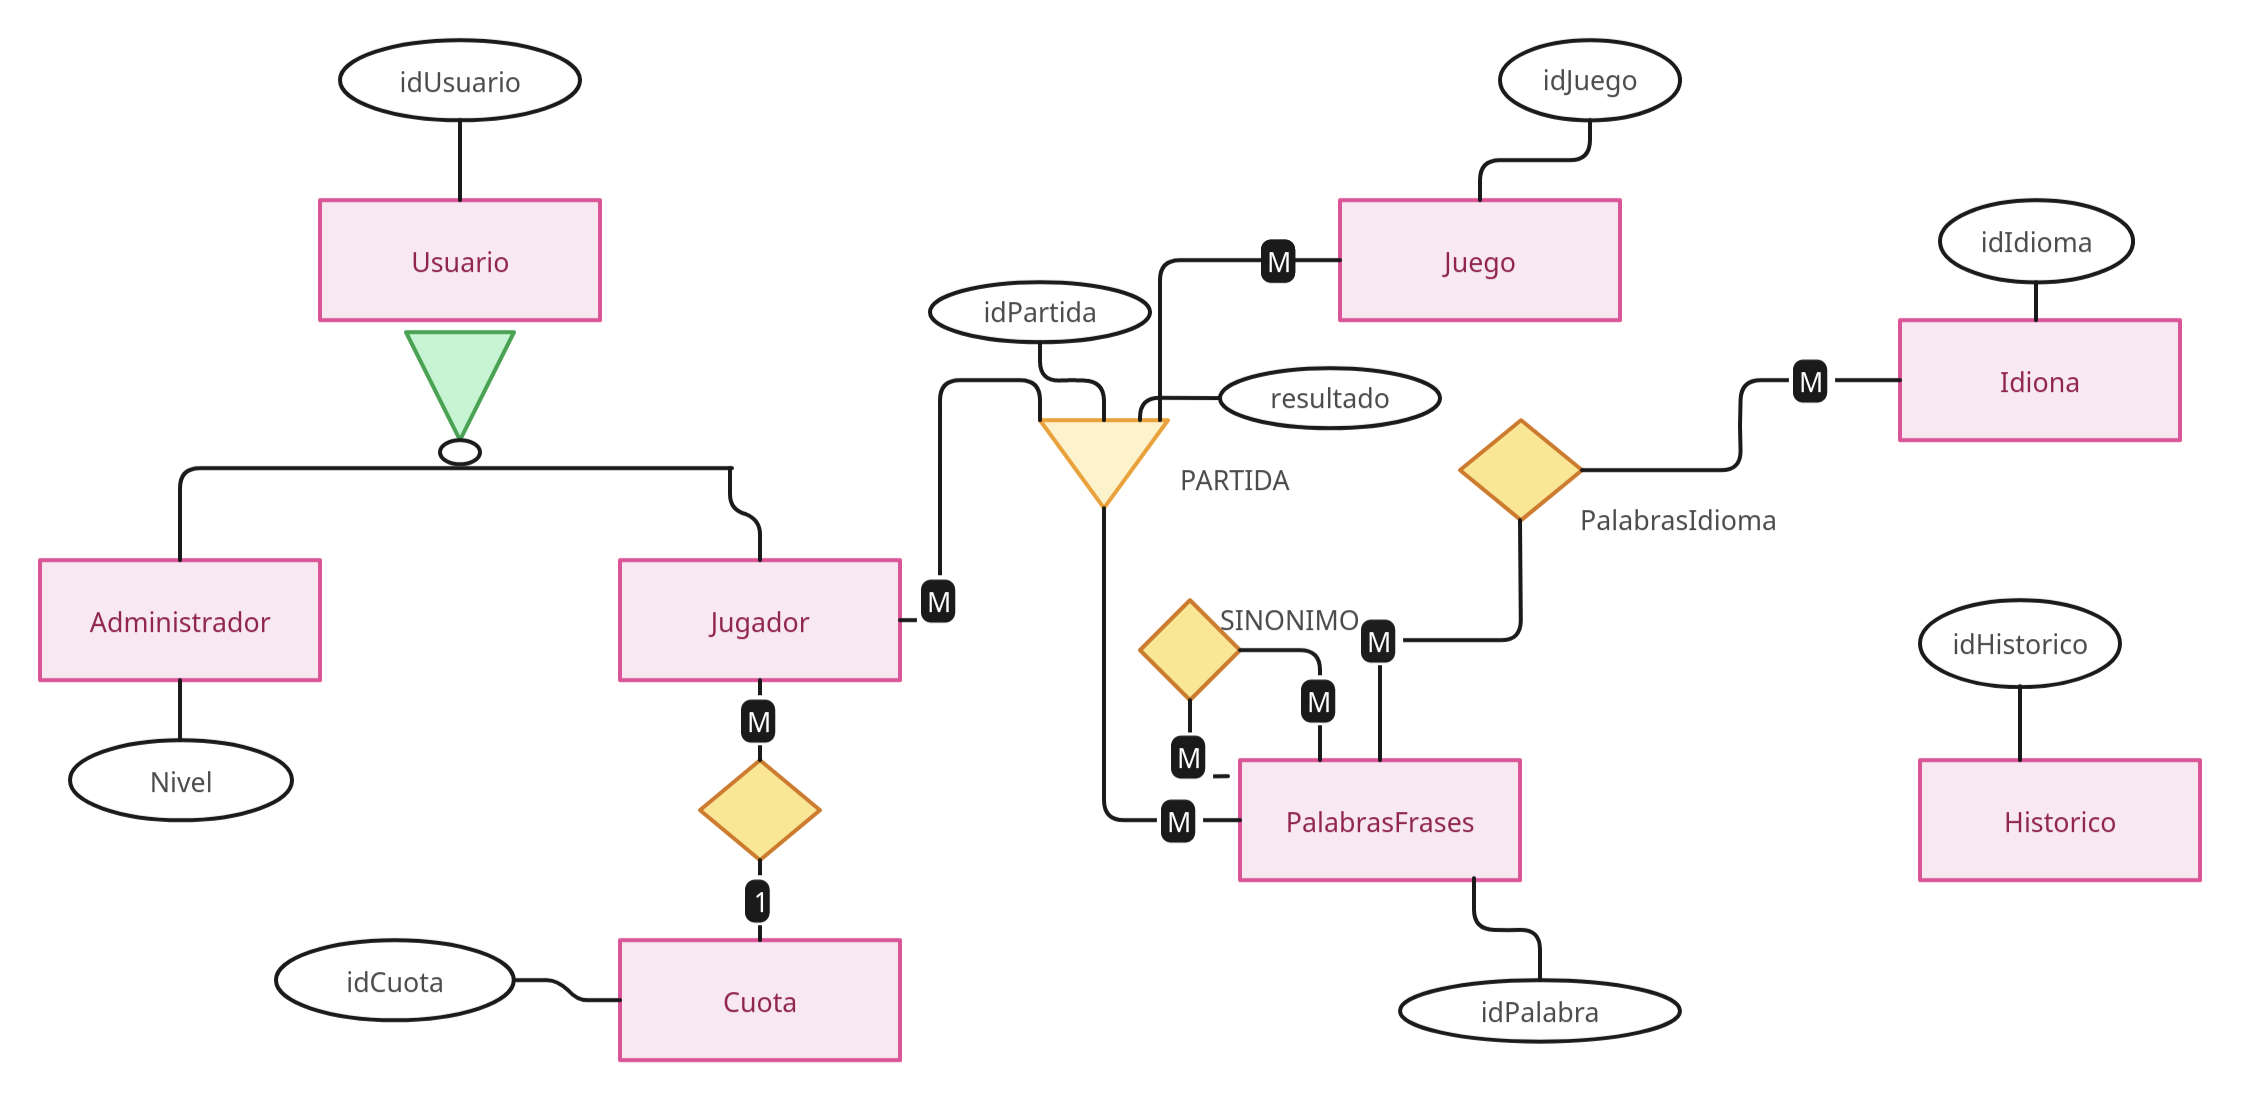 idUsuario
idJuego
Usuario
Juego
M
idIdioma
idPartida
Idiona
M
resultado
PARTIDA
PalabrasIdioma
Administrador
Jugador
M
SINONIMO
M
idHistorico
M
M
M
Nivel
M
PalabrasFrases
Historico
1
idCuota
Cuota
idPalabra